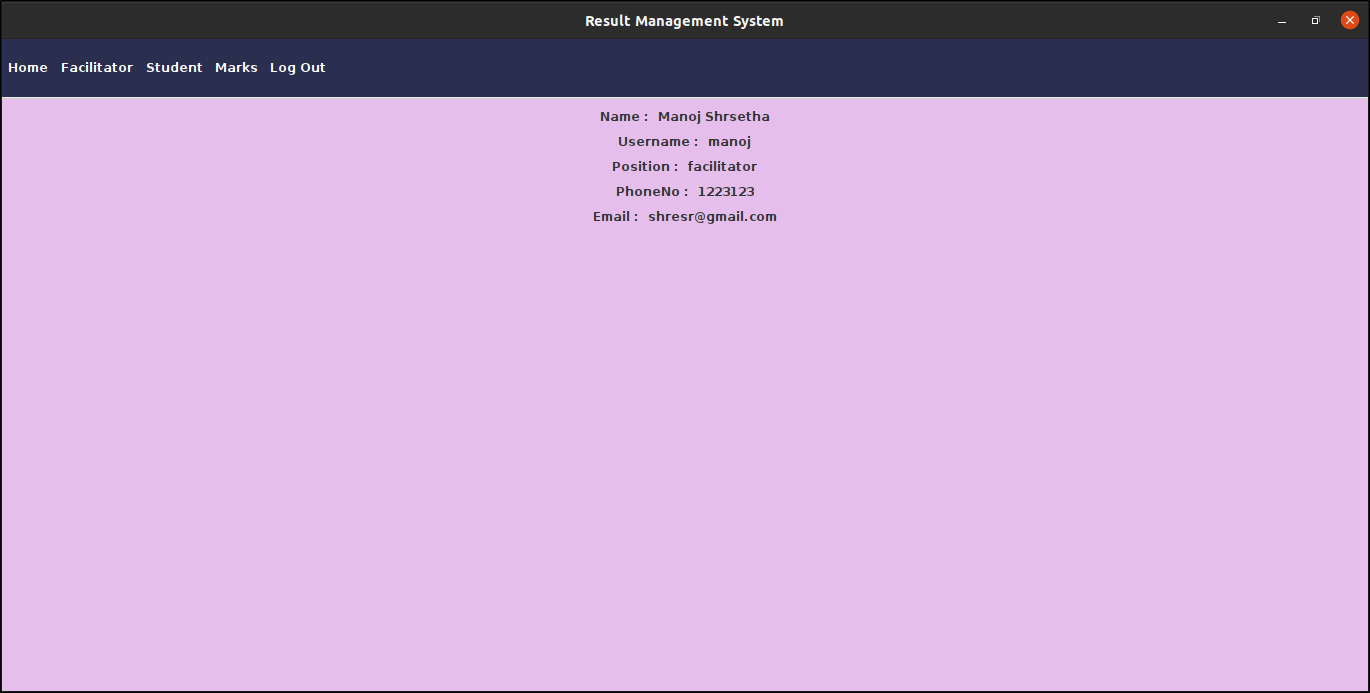 Result Management System
Home Facilitator Student Marks Log Out
Name : Manoj Shrsetha
Username : manoj
Position : facilitator
PhoneNo : 1223123
Email : shresr@gmail.com